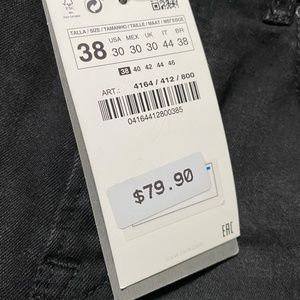 TALLA / SIZE / TAMANHO / TAILLE / MAAT / МӨЛШЕРІ
38 USA MEX UK IT BR
30 30 30 44 38
38 40 42 44 46
ART.: 4164 / 412 / 800
04164412800385
$79.90
EAC